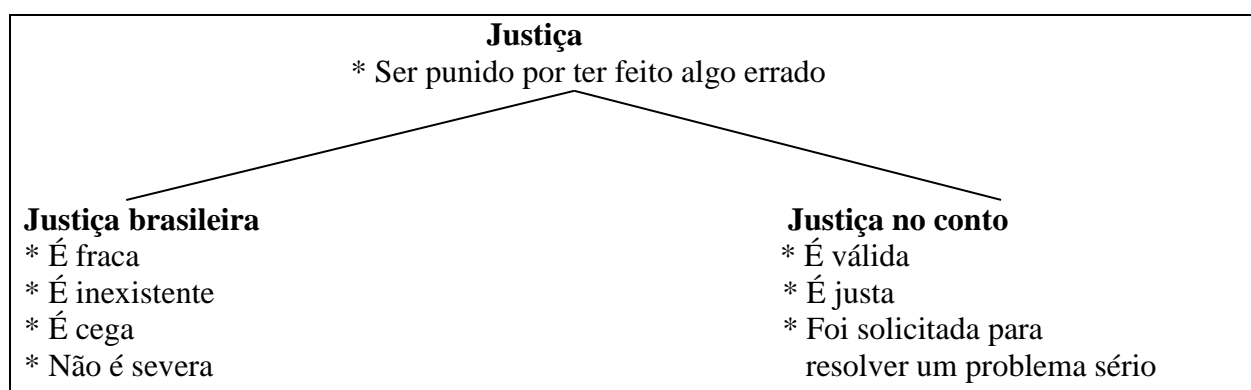 Justiça
* Ser punido por ter feito algo errado
Justiça brasileira
* É fraca
* É inexistente
* É cega
* Não é severa
Justiça no conto
* É válida
* É justa
* Foi solicitada para
resolver um problema sério